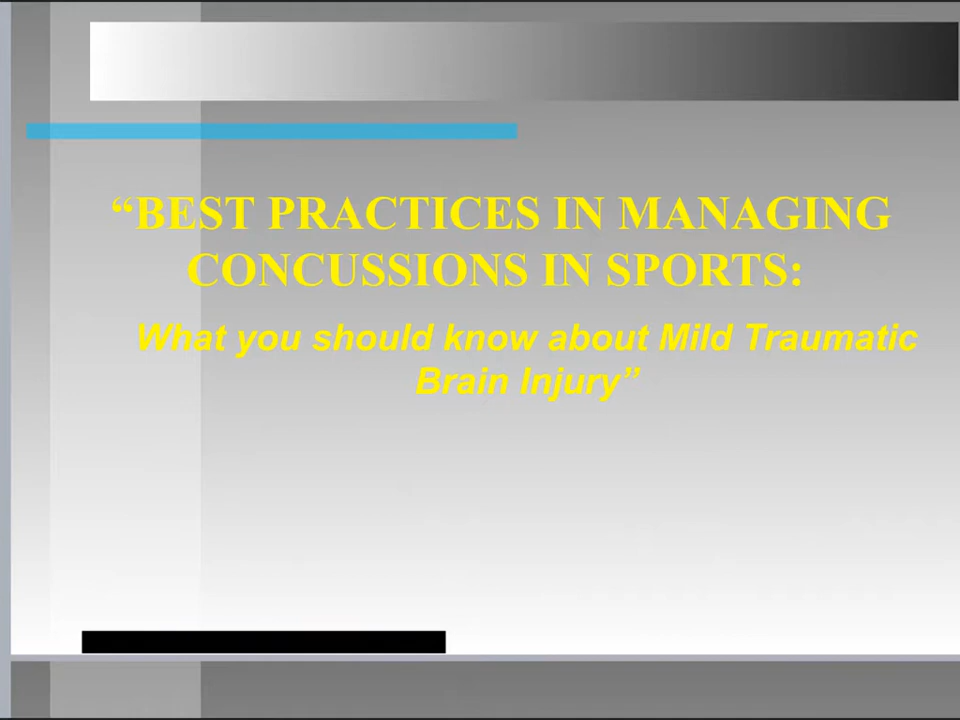 “BEST PRACTICES IN MANAGING
CONCUSSIONS IN SPORTS:
What you should know about Mild Traumatic
Brain Injury”